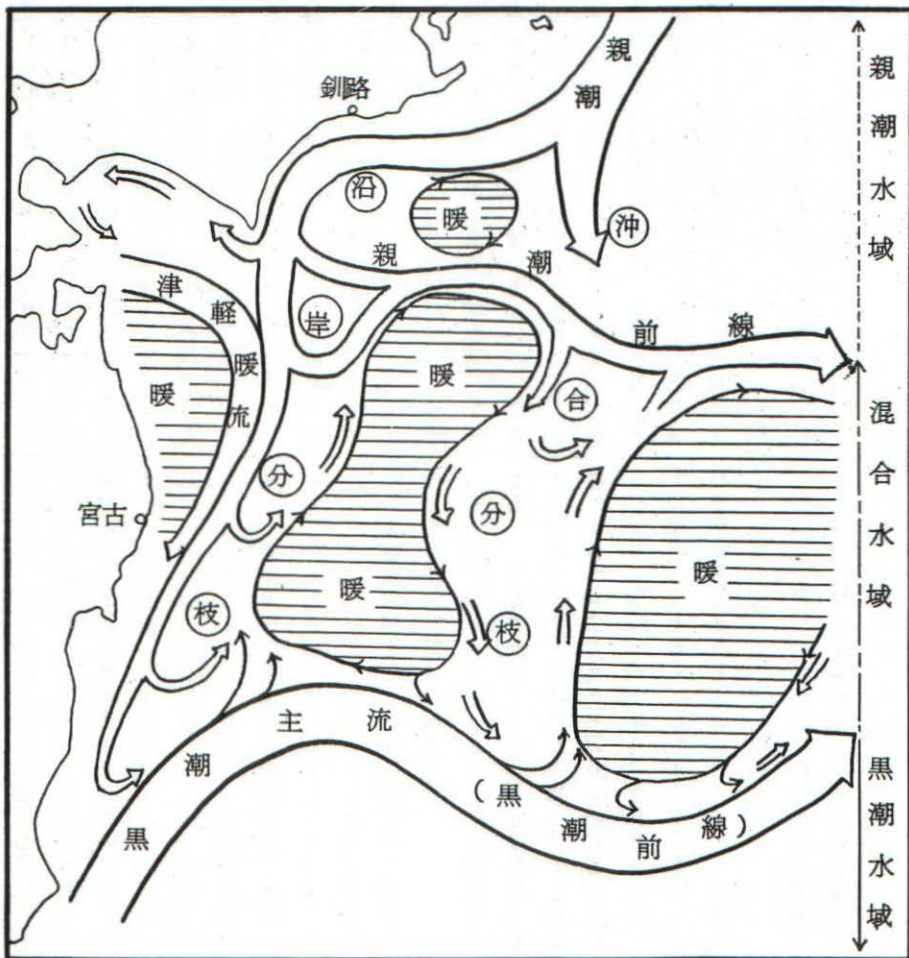 釧路
親潮
沿
暖
沖
親潮前線
津軽暖流
岸
暖
暖
合
分
分
宮古
暖
暖
枝
枝
黒潮主流
(黒潮前線)
親潮水域
混合水域
黒潮水域